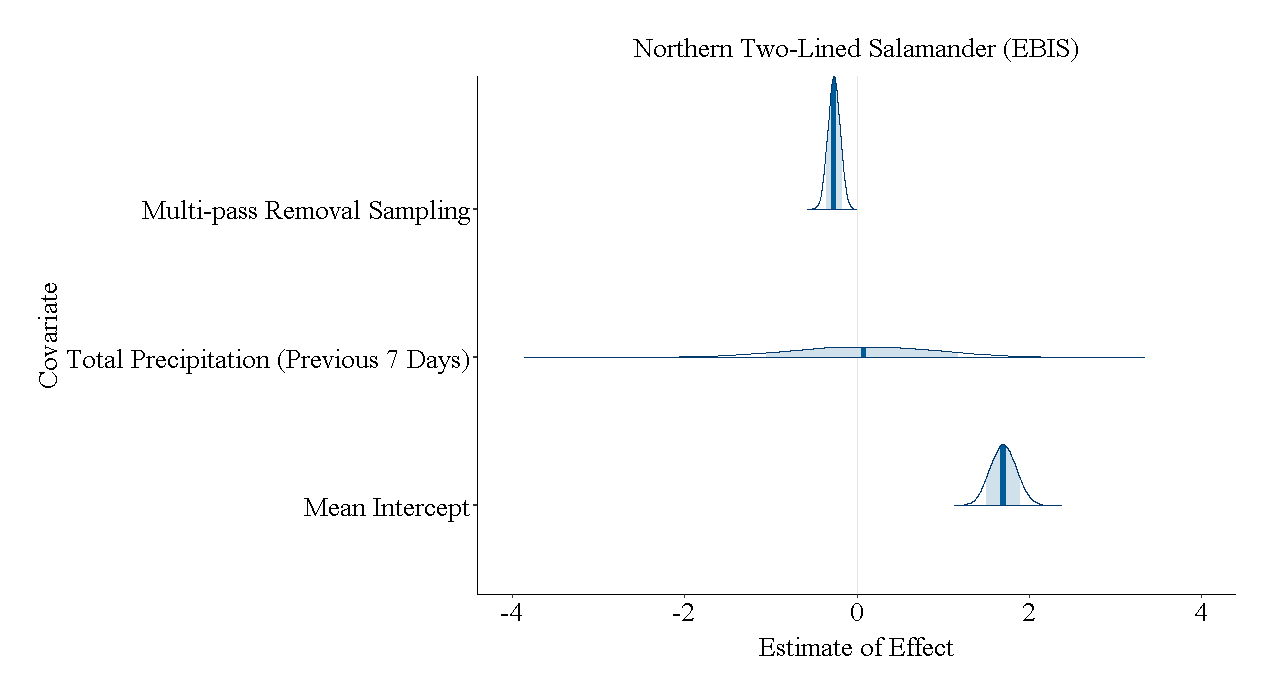 Northern Two-Lined Salamander (EBIS)
Covariate
Multi-pass Removal Sampling
Total Precipitation (Previous 7 Days)
Mean Intercept
-4 -2 0 2 4
Estimate of Effect